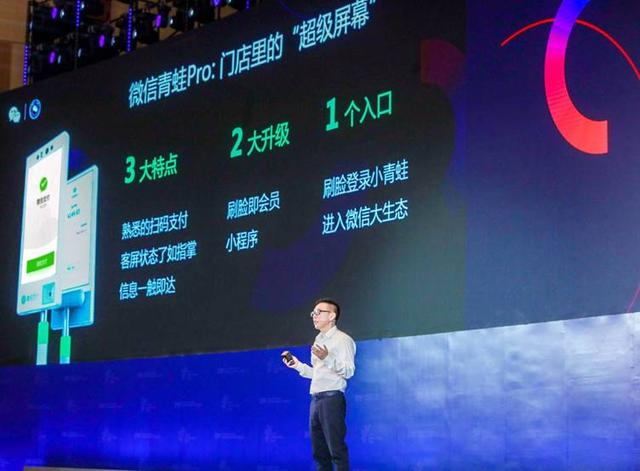 微信青蛙Pro: 门店里的“超级屏幕”
3大特点
熟悉的扫码支付
客屏状态了如指掌
信息一触即达
2大升级
刷脸即会员
小程序
1个入口
刷脸登录小青蛙
进入微信大生态